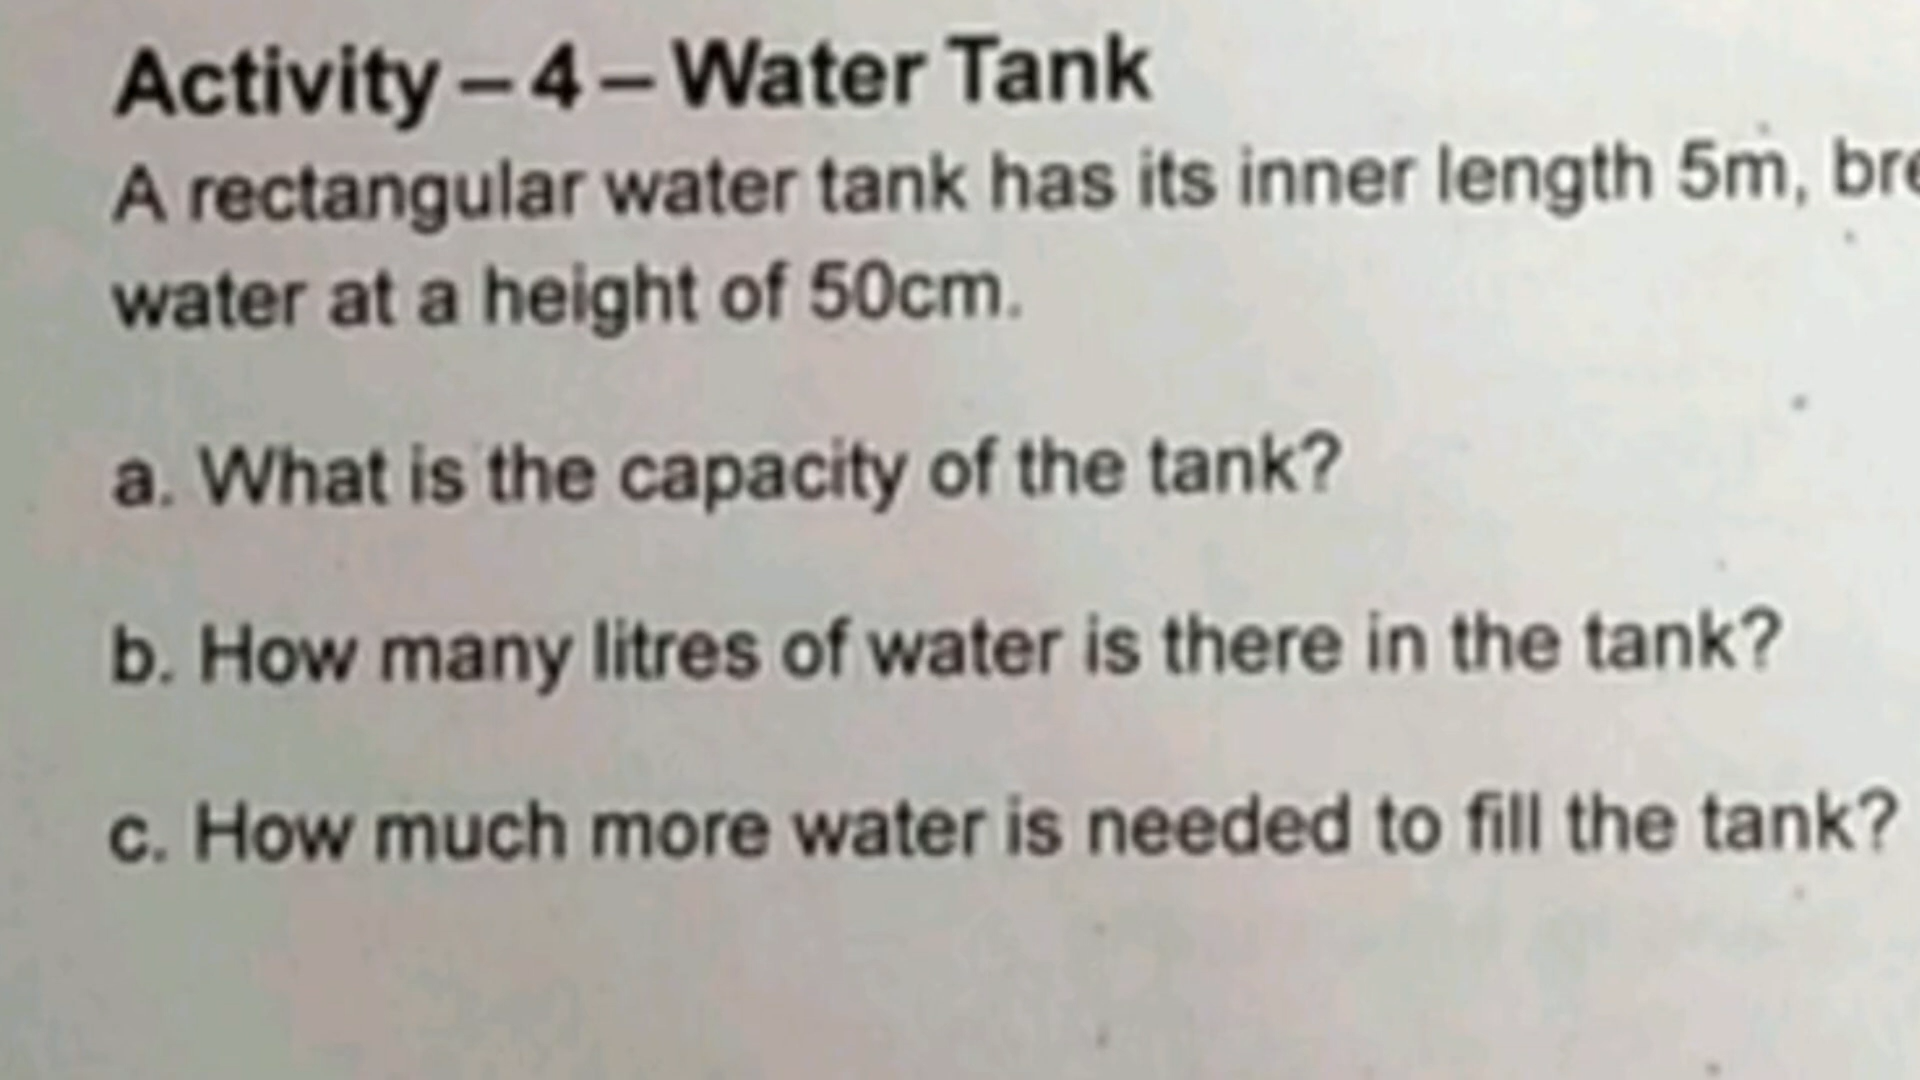 Activity – 4 – Water Tank
A rectangular water tank has its inner length 5m,
water at a height of 50cm.
a. What is the capacity of the tank?
b. How many litres of water is there in the tank?
c. How much more water is needed to fill the tank?